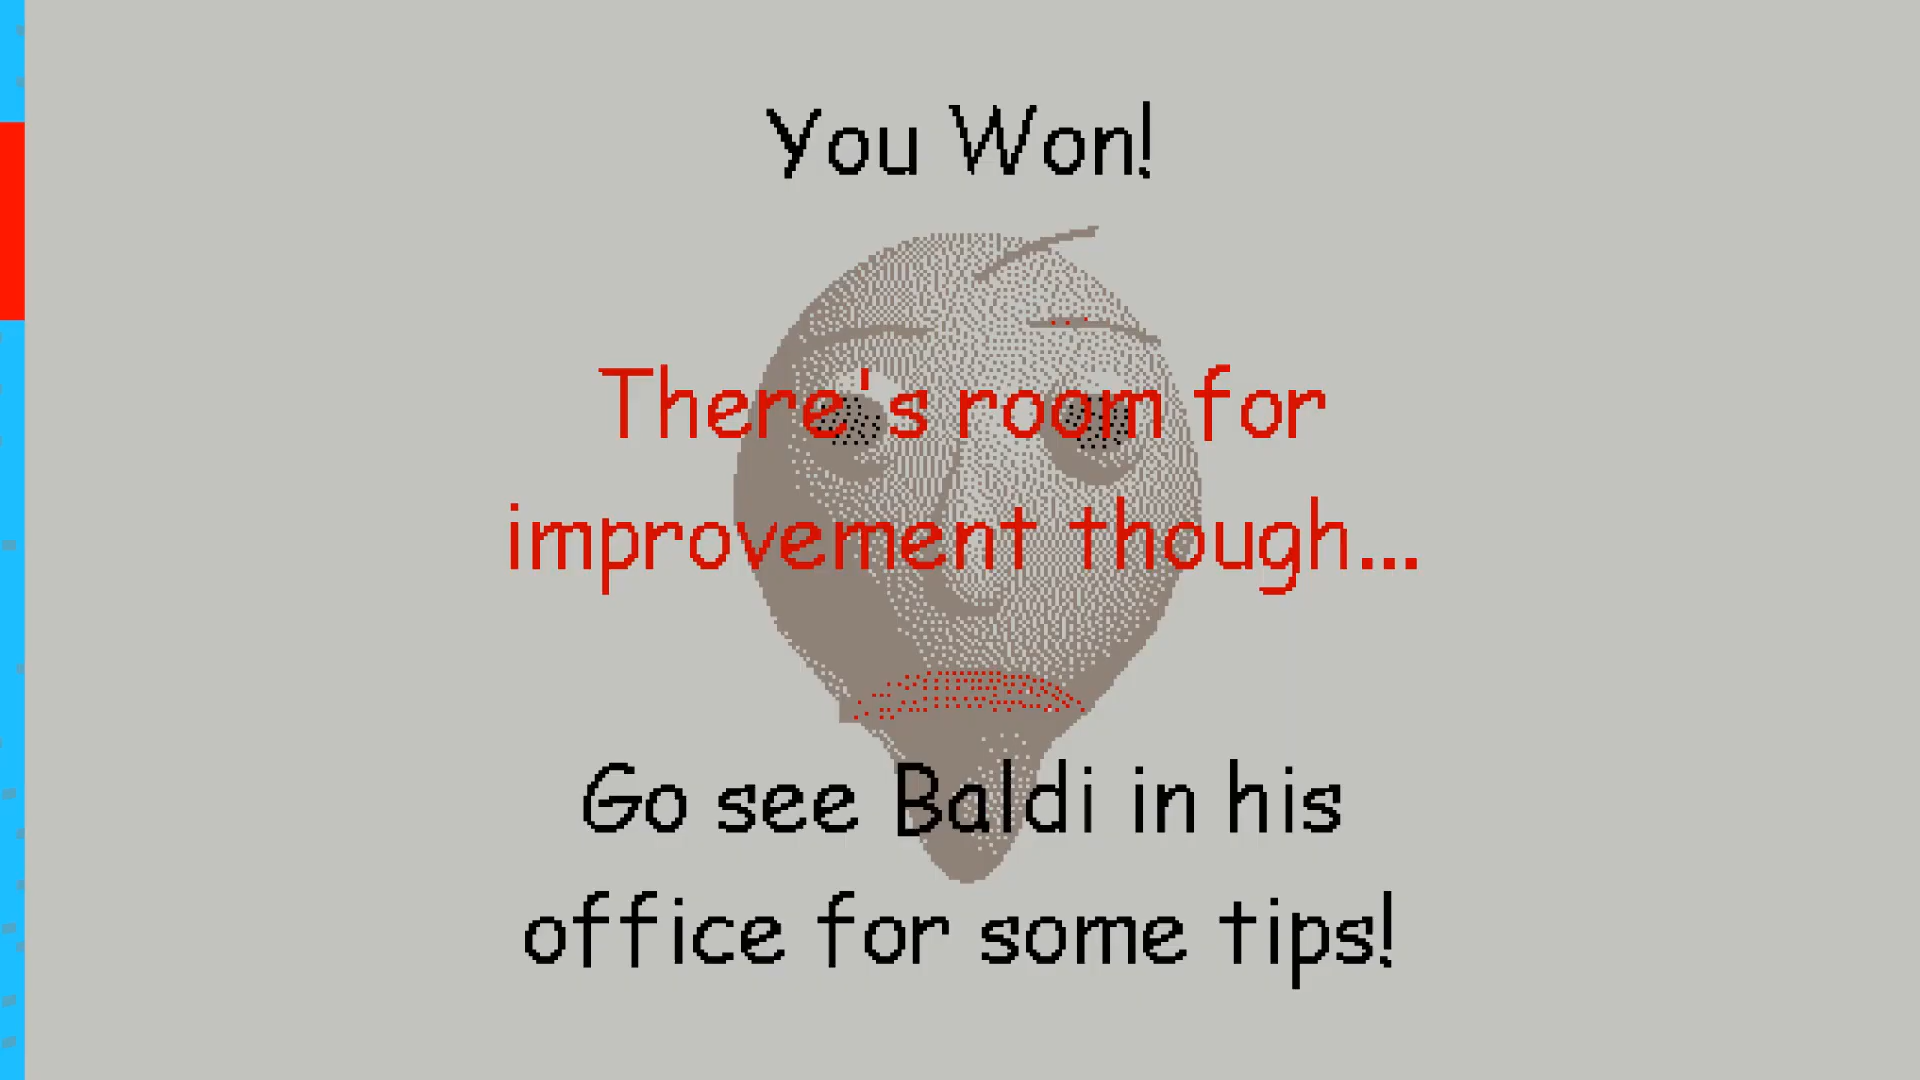 You Won!
There's room for
improvement though...
Go see Baldi in his
office for some tips!